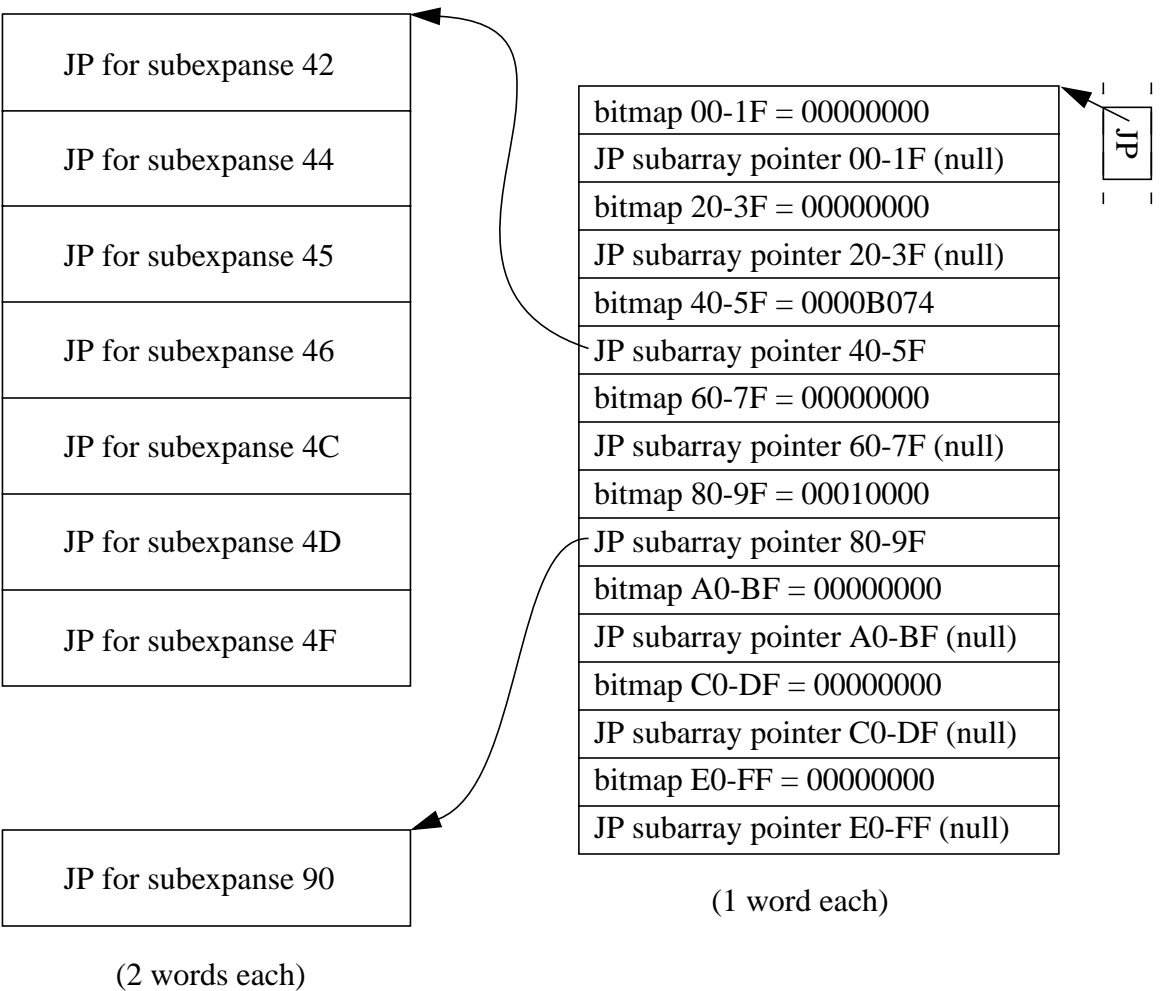 JP for subexpanse 42
JP for subexpanse 44
JP for subexpanse 45
JP for subexpanse 46
JP for subexpanse 4C
JP for subexpanse 4D
JP for subexpanse 4F
JP for subexpanse 90
(2 words each)
bitmap 00-1F = 00000000
JP subarray pointer 00-1F (null)
bitmap 20-3F = 00000000
JP subarray pointer 20-3F (null)
bitmap 40-5F = 0000B074
JP subarray pointer 40-5F
bitmap 60-7F = 00000000
JP subarray pointer 60-7F (null)
bitmap 80-9F = 00010000
JP subarray pointer 80-9F
bitmap A0-BF = 00000000
JP subarray pointer A0-BF (null)
bitmap C0-DF = 00000000
JP subarray pointer C0-DF (null)
bitmap E0-FF = 00000000
JP subarray pointer E0-FF (null)
(1 word each)
JP